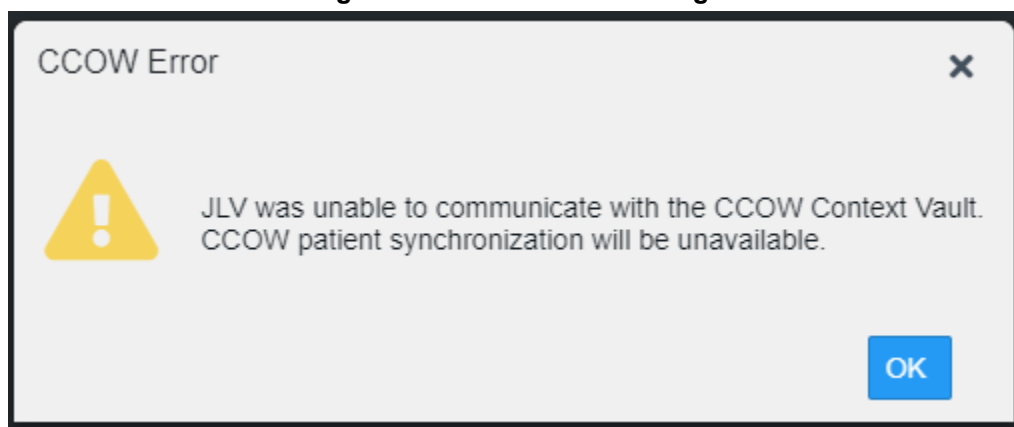 CCOW Error
JLV was unable to communicate with the CCOW Context Vault.
CCOW patient synchronization will be unavailable.
OK